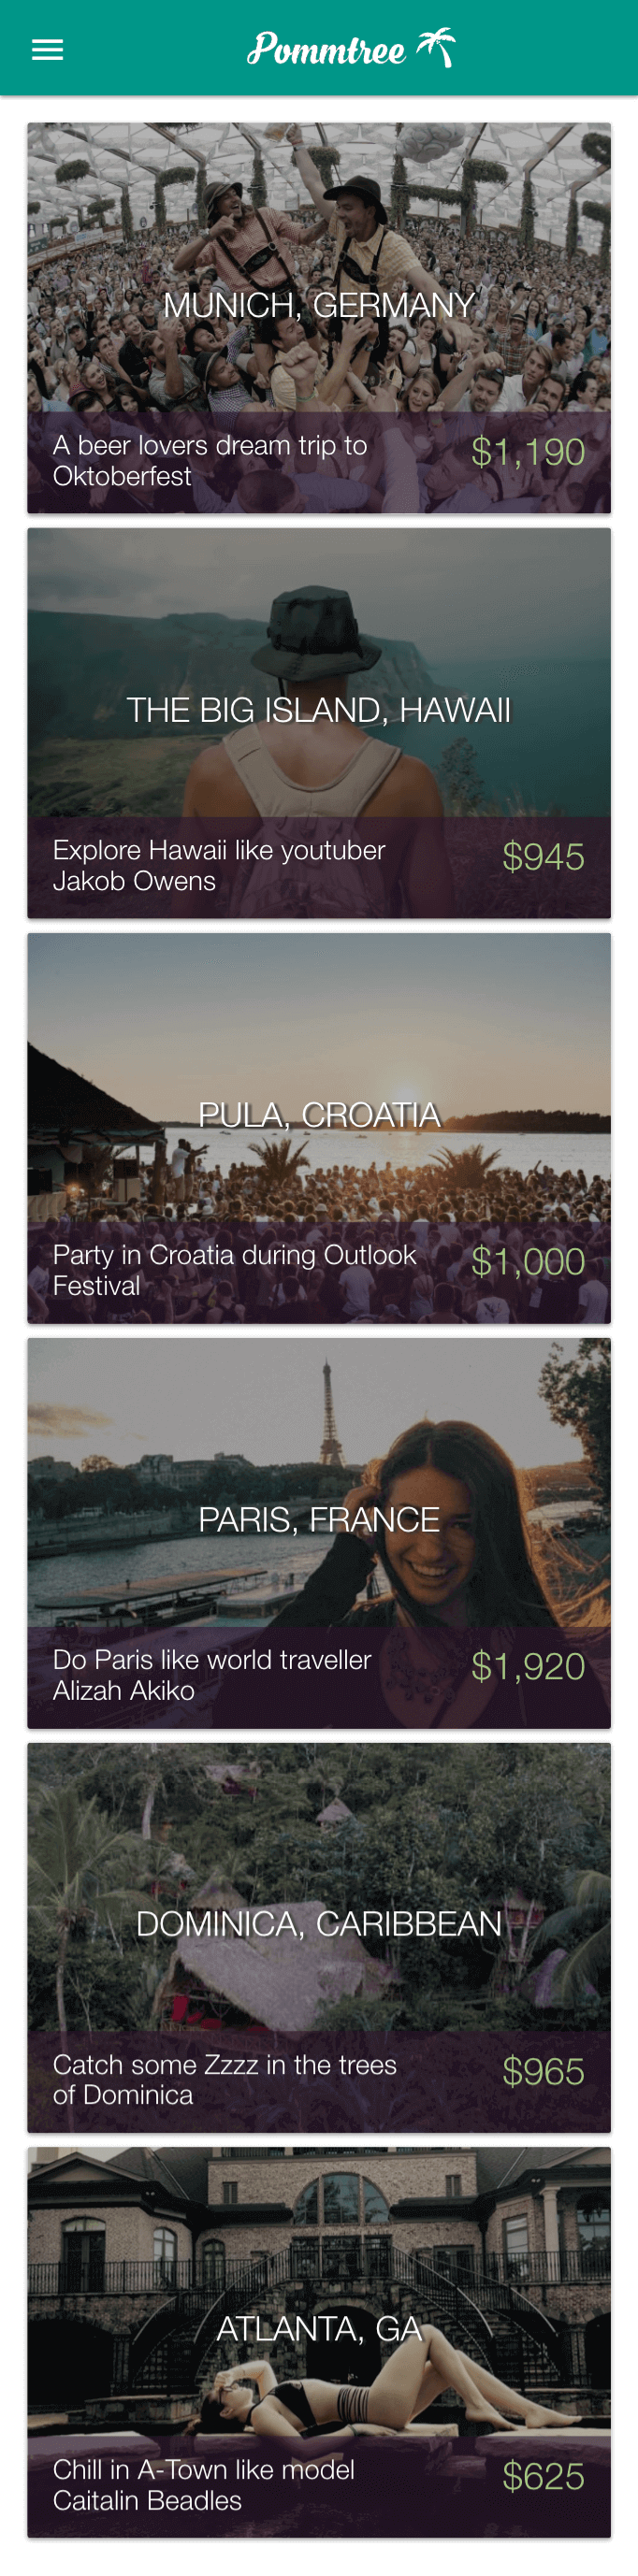 Pommtree
MUNICH, GERMANY
A beer lovers dream trip to
Oktoberfest
$1,190
THE BIG ISLAND, HAWAII
Explore Hawaii like youtuber
Jakob Owens
$945
PULA, CROATIA
Party in Croatia during Outlook
Festival
$1,000
PARIS, FRANCE
Do Paris like world traveller
Alizah Akiko
$1,920
DOMINICA, CARIBBEAN
Catch some Zzzz in the trees
of Dominica
$965
ATLANTA, GA
Chill in A-Town like model
Caitalin Beadles
$625